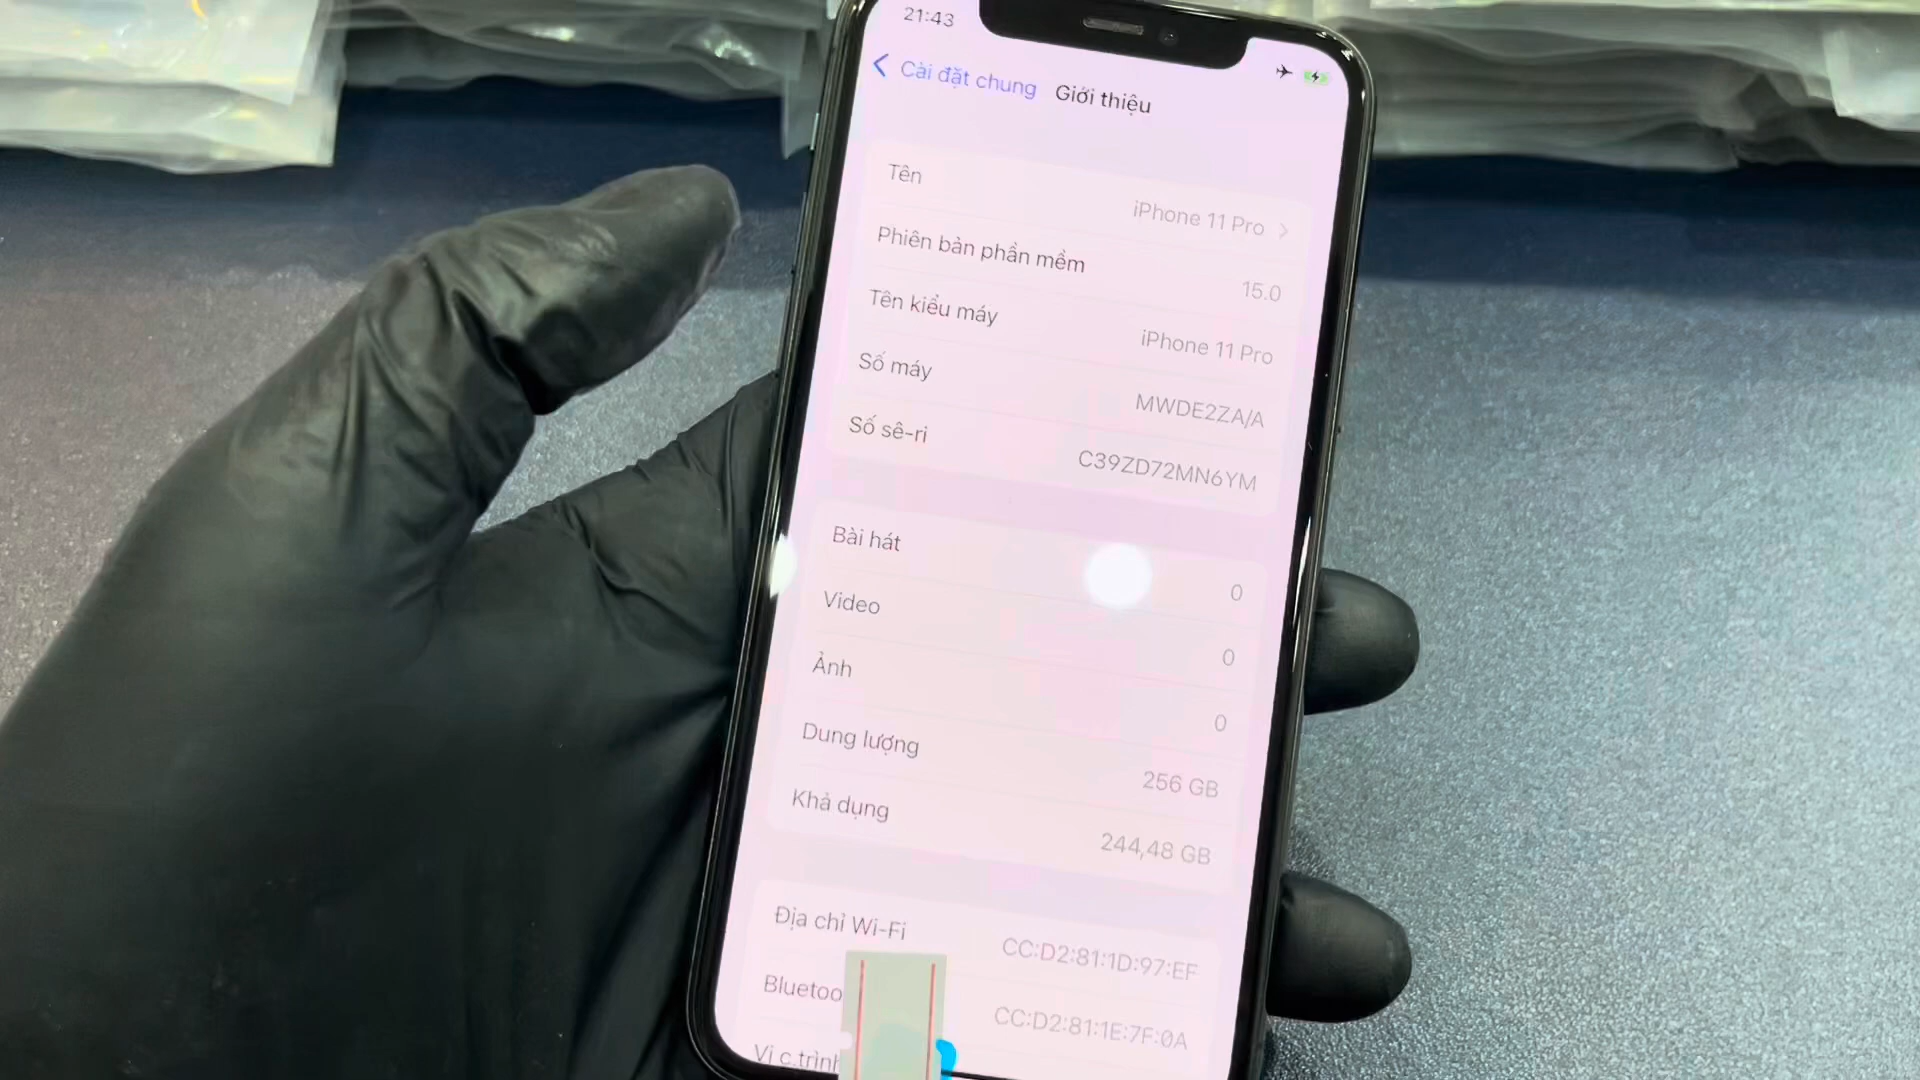 21:43
Cài đặt chung Giới thiệu
Tên
iPhone 11 Pro
Phiên bản phần mềm
15.0
Tên kiểu máy
iPhone 11 Pro
Số máy
MWDE2ZA/A
Số sê-ri
C39ZD72MN6YM
Bài hát
0
Video
0
Ảnh
0
Dung lượng
256 GB
Khả dụng
244,48 GB
Địa chỉ Wi-Fi
CC:D2:81:1D:97:EF
Bluetoo
CC:D2:81:1E:7F:0A
Vi c.trình